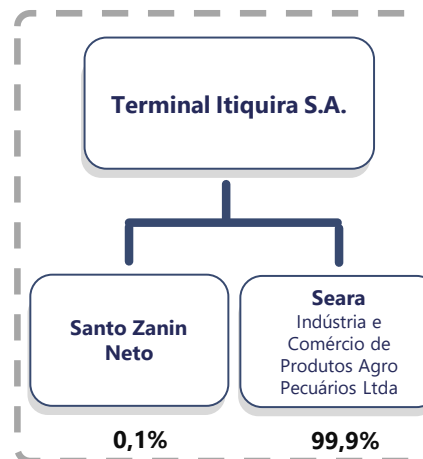 Terminal Itiquira S.A.
Santo Zanin
Neto
Seara
Indústria e
Comércio de
Produtos Agro
Pecuários Ltda
0,1%
99,9%